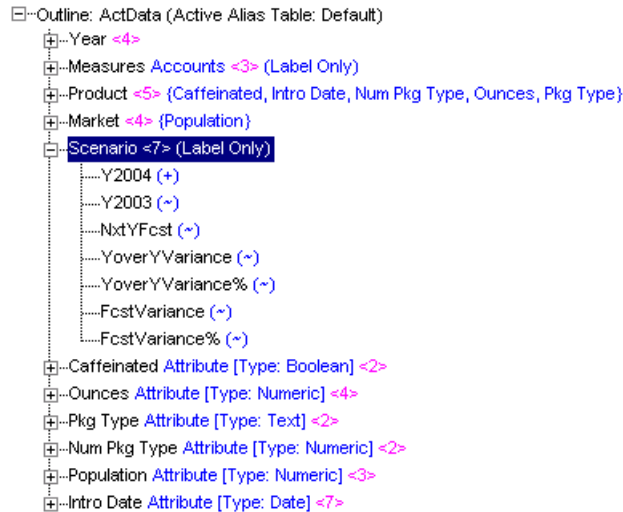 Outline: ActData (Active Alias Table: Default)
Year <4>
Measures Accounts <3> (Label Only)
Product <5> {Caffeinated, Intro Date, Num Pkg Type, Ounces, Pkg Type}
Market <4> {Population}
Scenario <7> (Label Only)
Y2004 (+)
Y2003 (~)
NxtYFcst (~)
YoverYVariance (~)
YoverYVariance% (~)
FcstVariance (~)
FcstVariance% (~)
Caffeinated Attribute [Type: Boolean] <2>
Ounces Attribute [Type: Numeric] <4>
Pkg Type Attribute [Type: Text] <2>
Num Pkg Type Attribute [Type: Numeric] <2>
Population Attribute [Type: Numeric] <3>
Intro Date Attribute [Type: Date] <7>